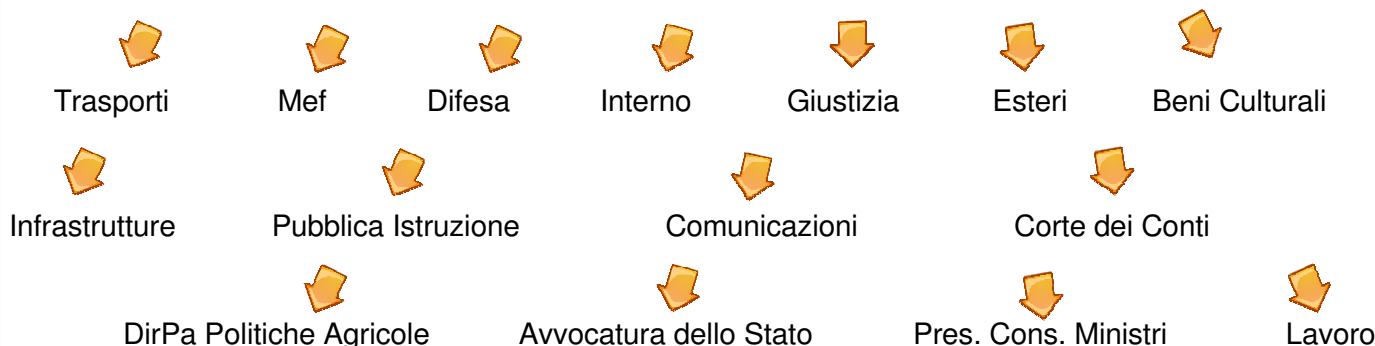 Trasporti Mef Difesa Interno Giustizia Esteri Beni Culturali
Infrastrutture Pubblica Istruzione Comunicazioni Corte dei Conti
DirPa Politiche Agricole Avvocatura dello Stato Pres. Cons. Ministri Lavoro